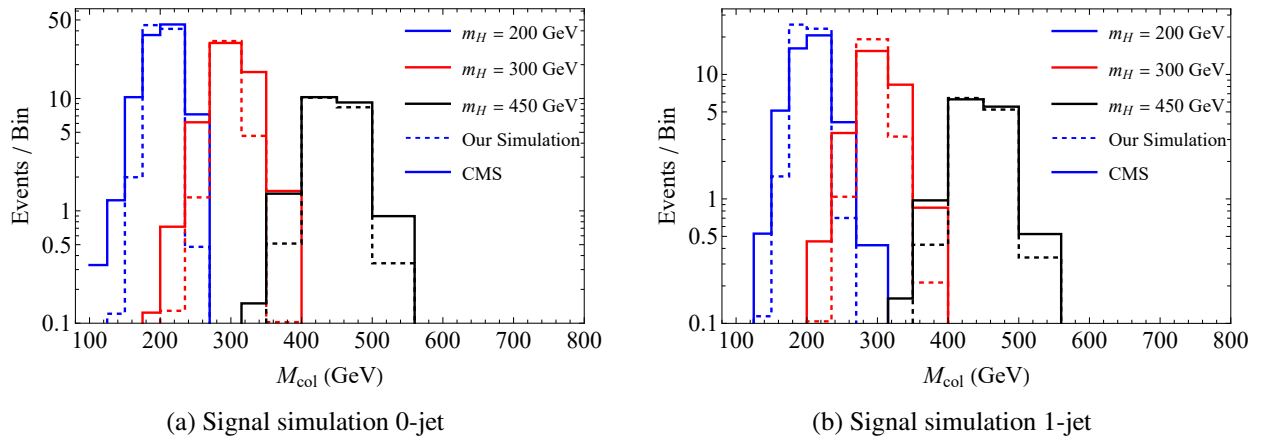 50
10
5
1
0.5
0.1
Events / Bin
m_H = 200 GeV
m_H = 300 GeV
m_H = 450 GeV
Our Simulation
CMS
100 200 300 400 500 600 700 800
M_col (GeV)
(a) Signal simulation 0-jet
10
5
1
0.5
0.1
Events / Bin
m_H = 200 GeV
m_H = 300 GeV
m_H = 450 GeV
Our Simulation
CMS
100 200 300 400 500 600 700 800
M_col (GeV)
(b) Signal simulation 1-jet